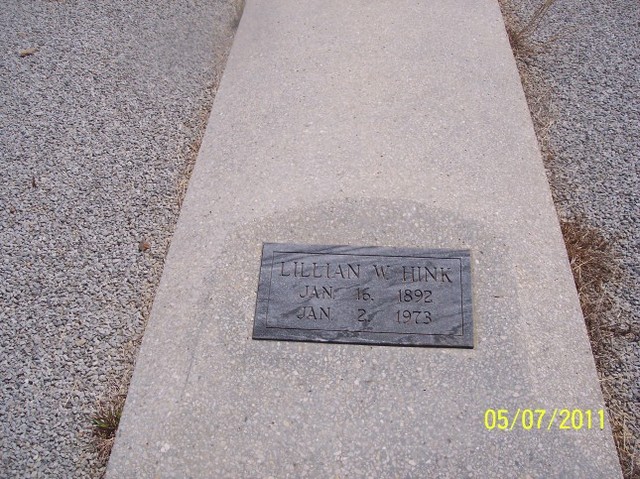 LILLIAN W. HINK
JAN. 16, 1892
JAN. 2, 1973
05/07/2011